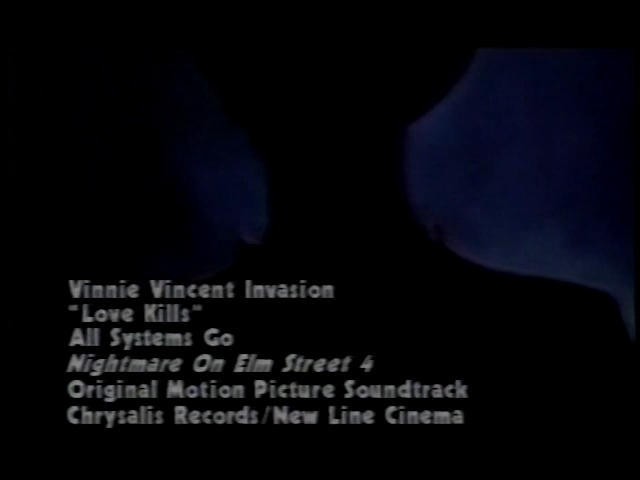 Vinnie Vincent Invasion
"Love Kills"
All Systems Go
Nightmare On Elm Street 4
Original Motion Picture Soundtrack
Chrysalis Records/New Line Cinema